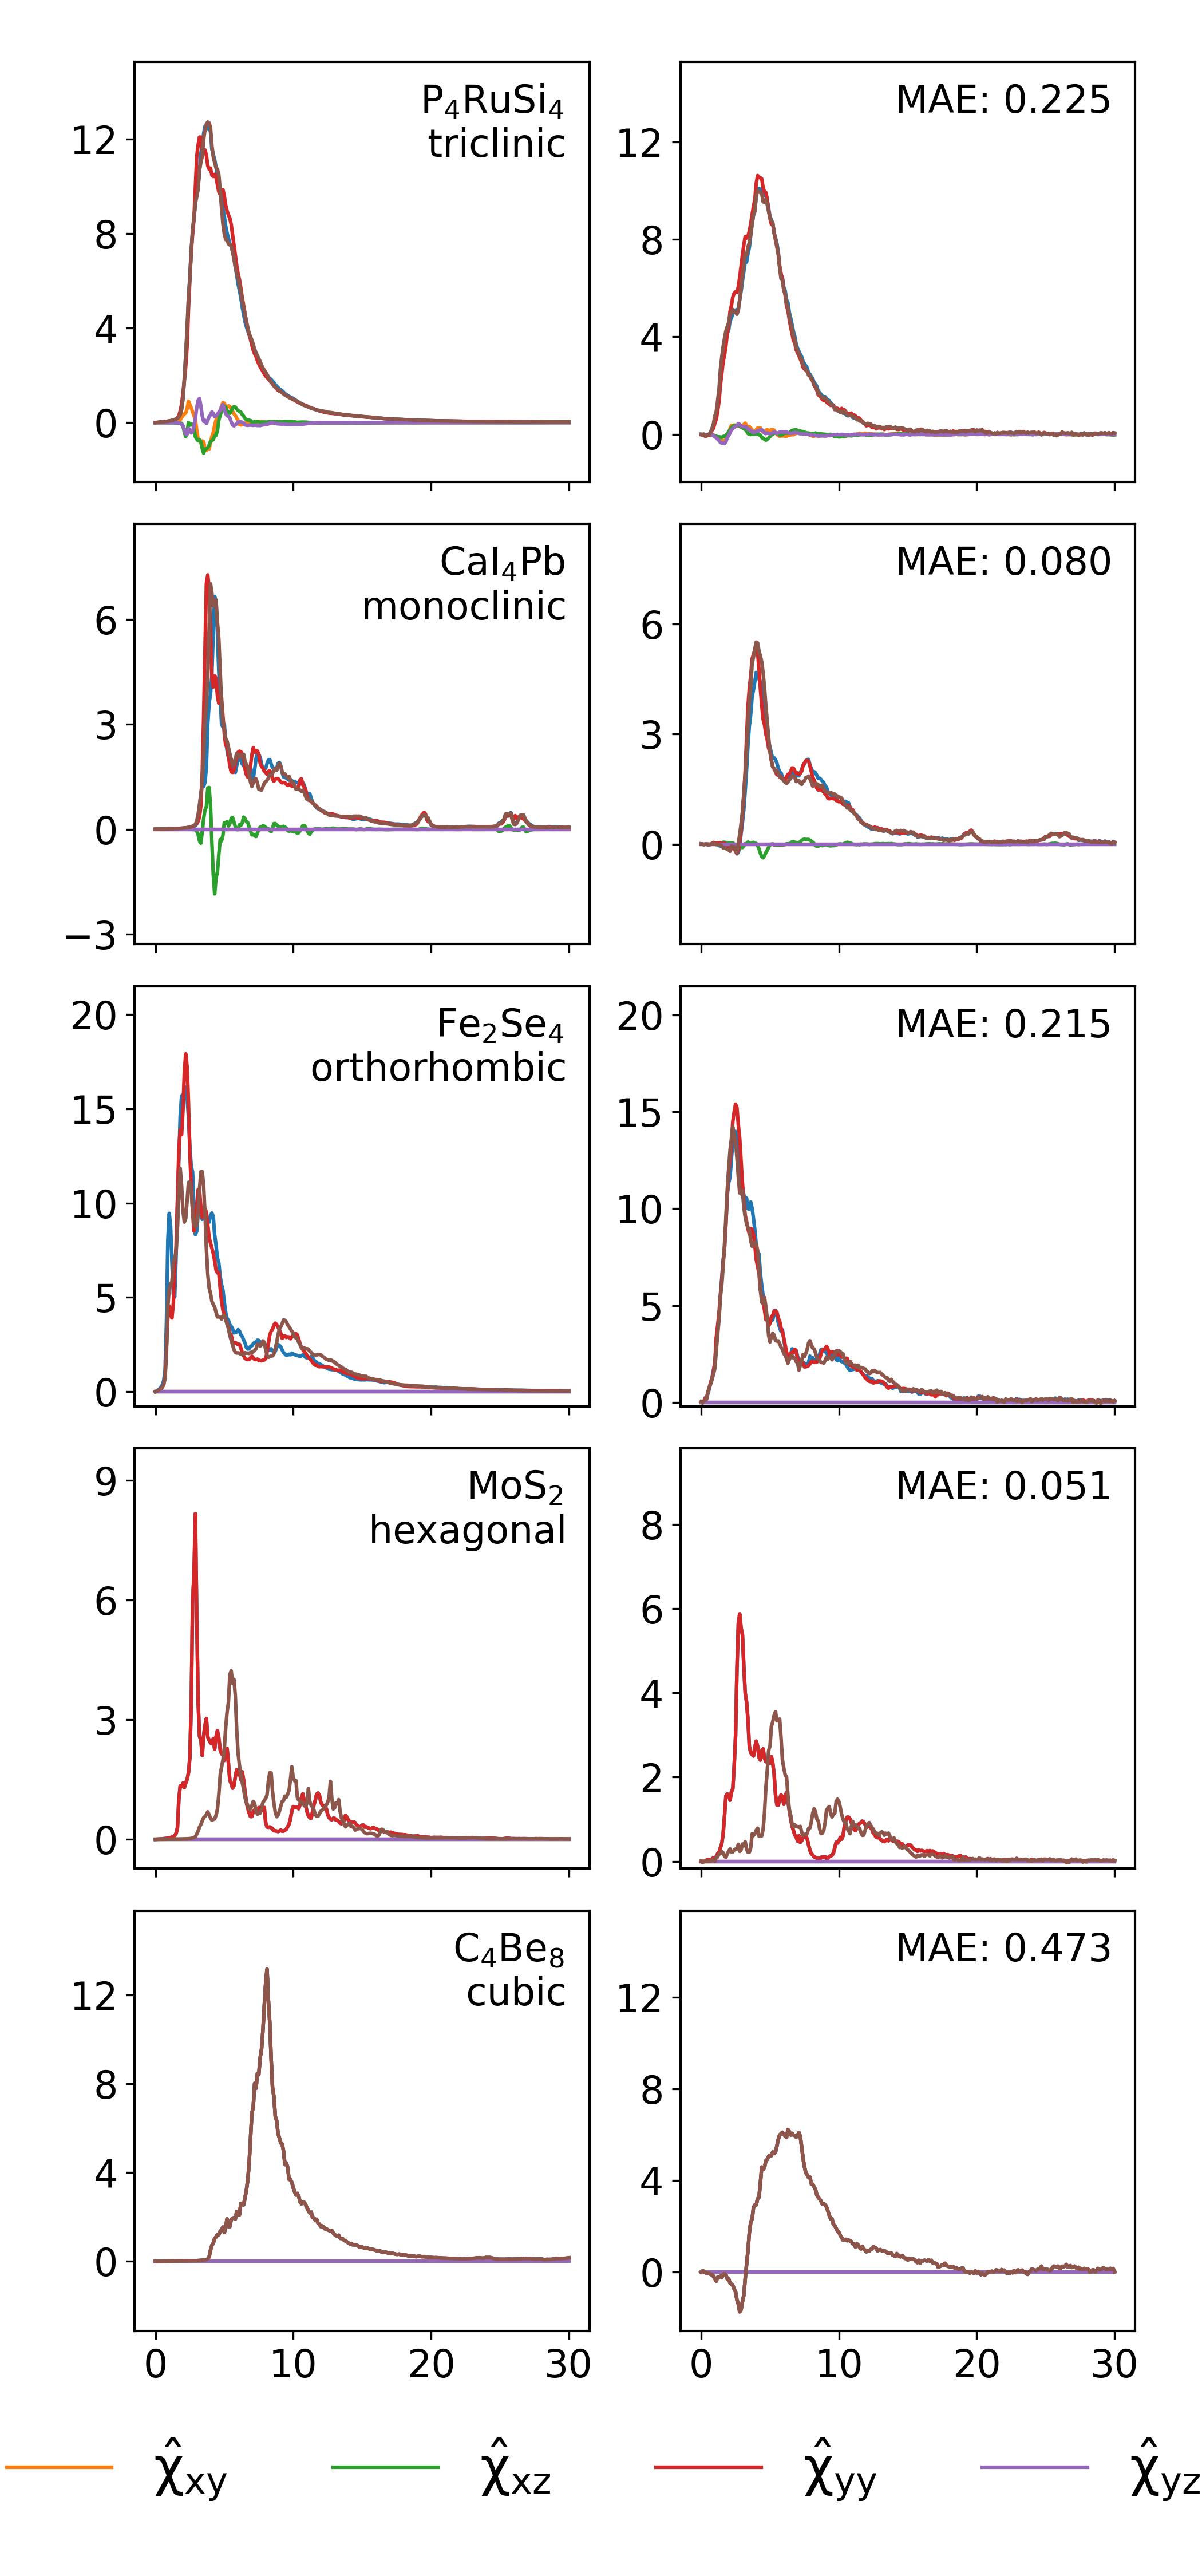 P₄RuSi₄
triclinic
12
8
4
0
MAE: 0.225
12
8
4
0
CaI₄Pb
monoclinic
6
3
0
−3
MAE: 0.080
6
3
0
Fe₂Se₄
orthorhombic
20
15
10
5
0
MAE: 0.215
20
15
10
5
0
MoS₂
hexagonal
9
6
3
0
MAE: 0.051
8
6
4
2
0
C₄Be₈
cubic
12
8
4
0
0 10 20 30
MAE: 0.473
12
8
4
0
0 10 20 30
χ̂xy χ̂xz χ̂yy χ̂yz